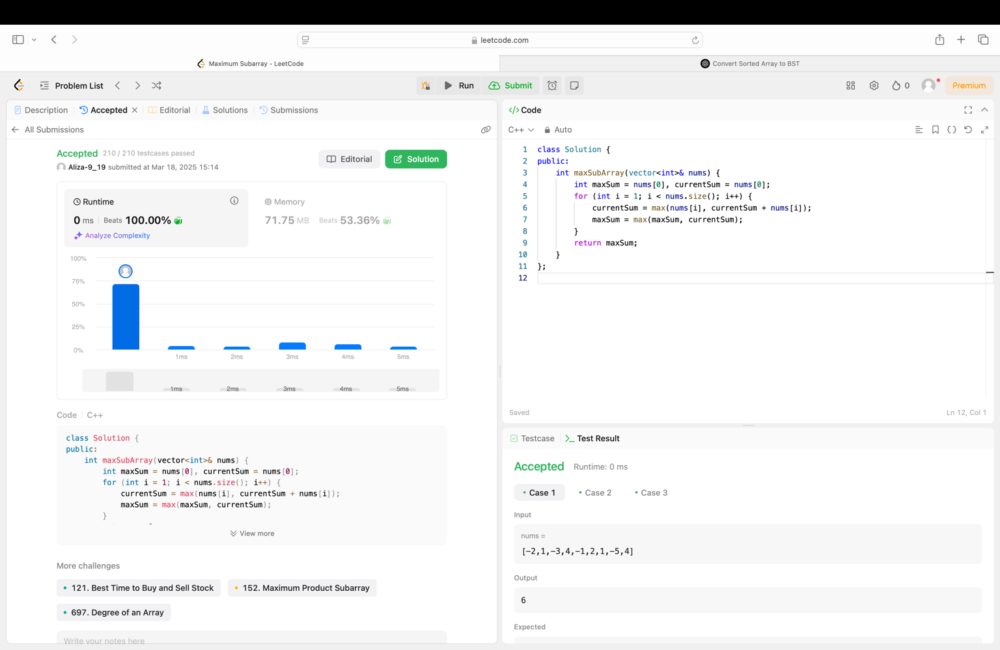 leetcode.com
Maximum Subarray - LeetCode
Convert Sorted Array to BST
Problem List
Run
Submit
0
Premium
Description
Accepted
Editorial
Solutions
Submissions
All Submissions
Accepted 210 / 210 testcases passed
Aliza-9_19 submitted at Mar 18, 2025 15:14
Editorial
Solution
Runtime
0 ms Beats 100.00%
Analyze Complexity
Memory
71.75 MB Beats 53.36%
100%
75%
50%
25%
0%
1ms 2ms 3ms 4ms 5ms
1ms 2ms 3ms 4ms 5ms
Code C++
class Solution {
public:
    int maxSubArray(vector<int>& nums) {
        int maxSum = nums[0], currentSum = nums[0];
        for (int i = 1; i < nums.size(); i++) {
            currentSum = max(nums[i], currentSum + nums[i]);
            maxSum = max(maxSum, currentSum);
        }
View more
More challenges
121. Best Time to Buy and Sell Stock
152. Maximum Product Subarray
697. Degree of an Array
Write your notes here
</> Code
C++ Auto
1 class Solution {
2 public:
3     int maxSubArray(vector<int>& nums) {
4         int maxSum = nums[0], currentSum = nums[0];
5         for (int i = 1; i < nums.size(); i++) {
6             currentSum = max(nums[i], currentSum + nums[i]);
7             maxSum = max(maxSum, currentSum);
8         }
9         return maxSum;
10     }
11 };
12
Saved
Ln 12, Col 1
Testcase
Test Result
Accepted Runtime: 0 ms
Case 1
Case 2
Case 3
Input
nums =
[-2,1,-3,4,-1,2,1,-5,4]
Output
6
Expected